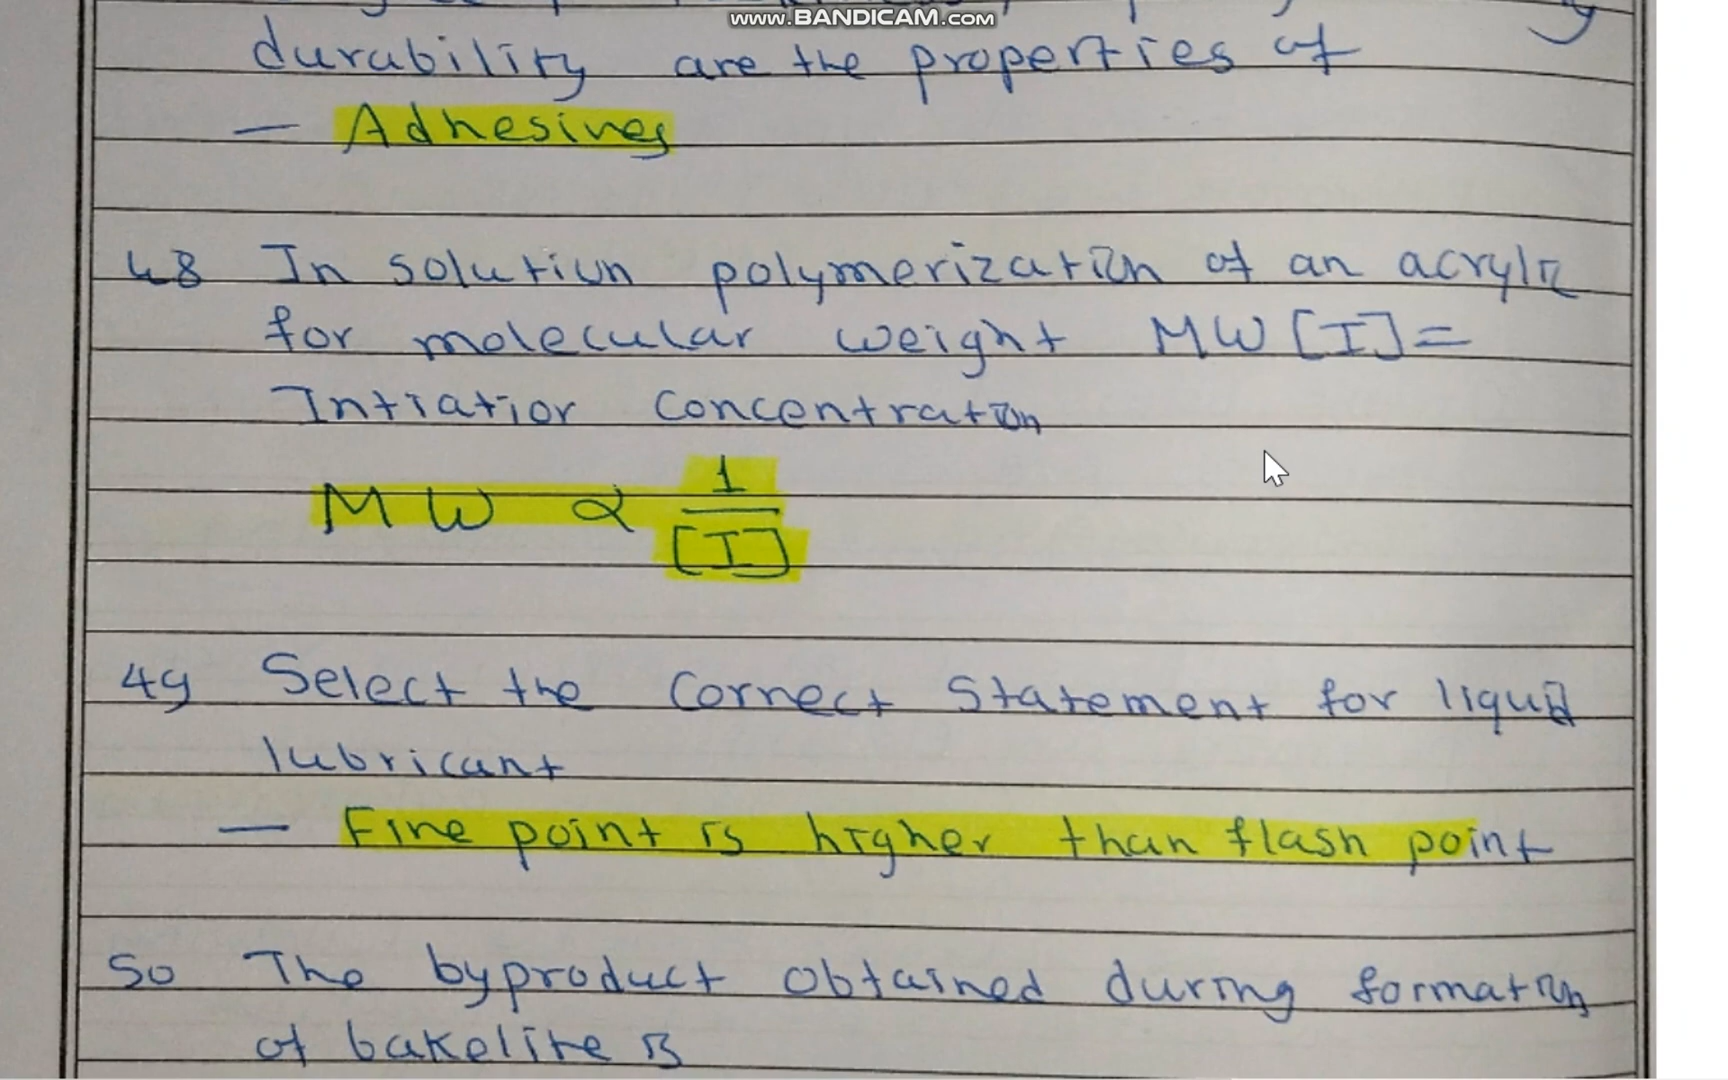 www.BANDICAM.com
durability are the properties of
— Adhesives
48 In solution polymerization of an acrylic
for molecular weight MW [I] =
Intiatior concentration
MW ∝ 1/[I]
49 Select the correct statement for liquid
lubricant
— Fire point is higher than flash point
50 The byproduct obtained during formation
of bakelite is